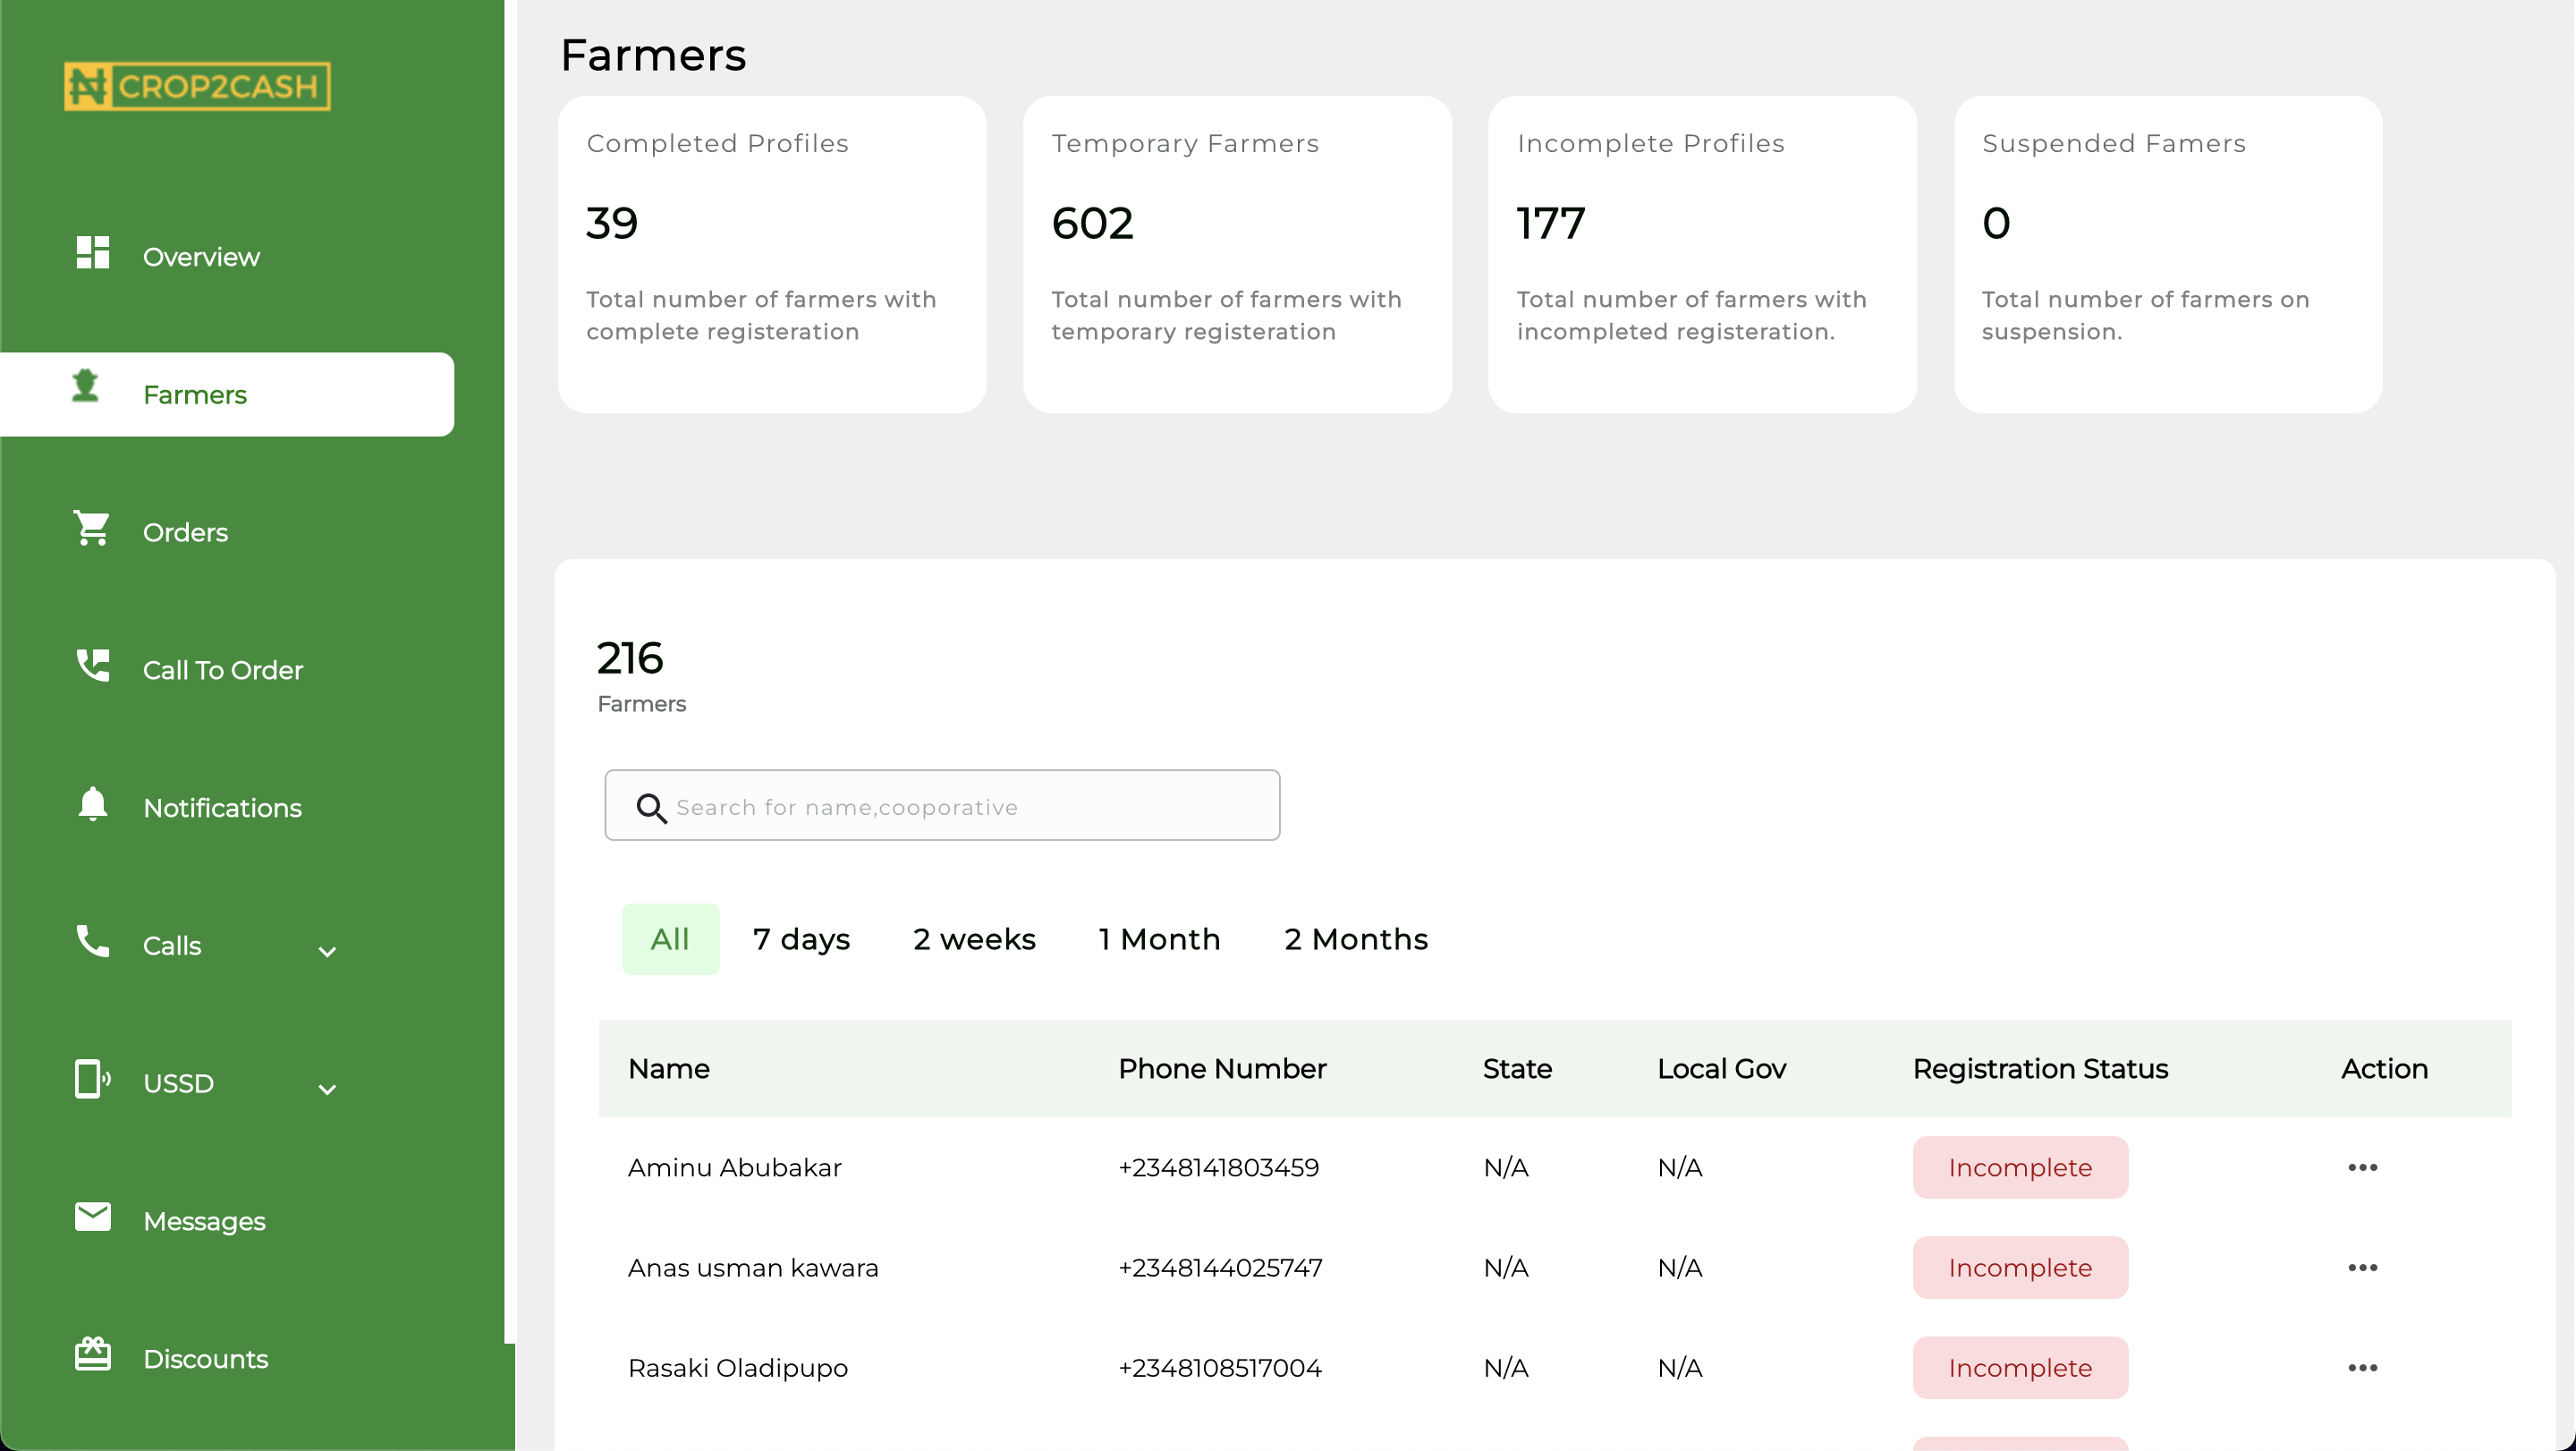 CROP2CASH
Overview
Farmers
Orders
Call To Order
Notifications
Calls
USSD
Messages
Discounts
Farmers
Completed Profiles
39
Total number of farmers with
complete registeration
Temporary Farmers
602
Total number of farmers with
temporary registeration
Incomplete Profiles
177
Total number of farmers with
incompleted registeration.
Suspended Famers
0
Total number of farmers on
suspension.
216
Farmers
Search for name,cooporative
All 7 days 2 weeks 1 Month 2 Months
Name Phone Number State Local Gov Registration Status Action
Aminu Abubakar +2348141803459 N/A N/A Incomplete
Anas usman kawara +2348144025747 N/A N/A Incomplete
Rasaki Oladipupo +2348108517004 N/A N/A Incomplete